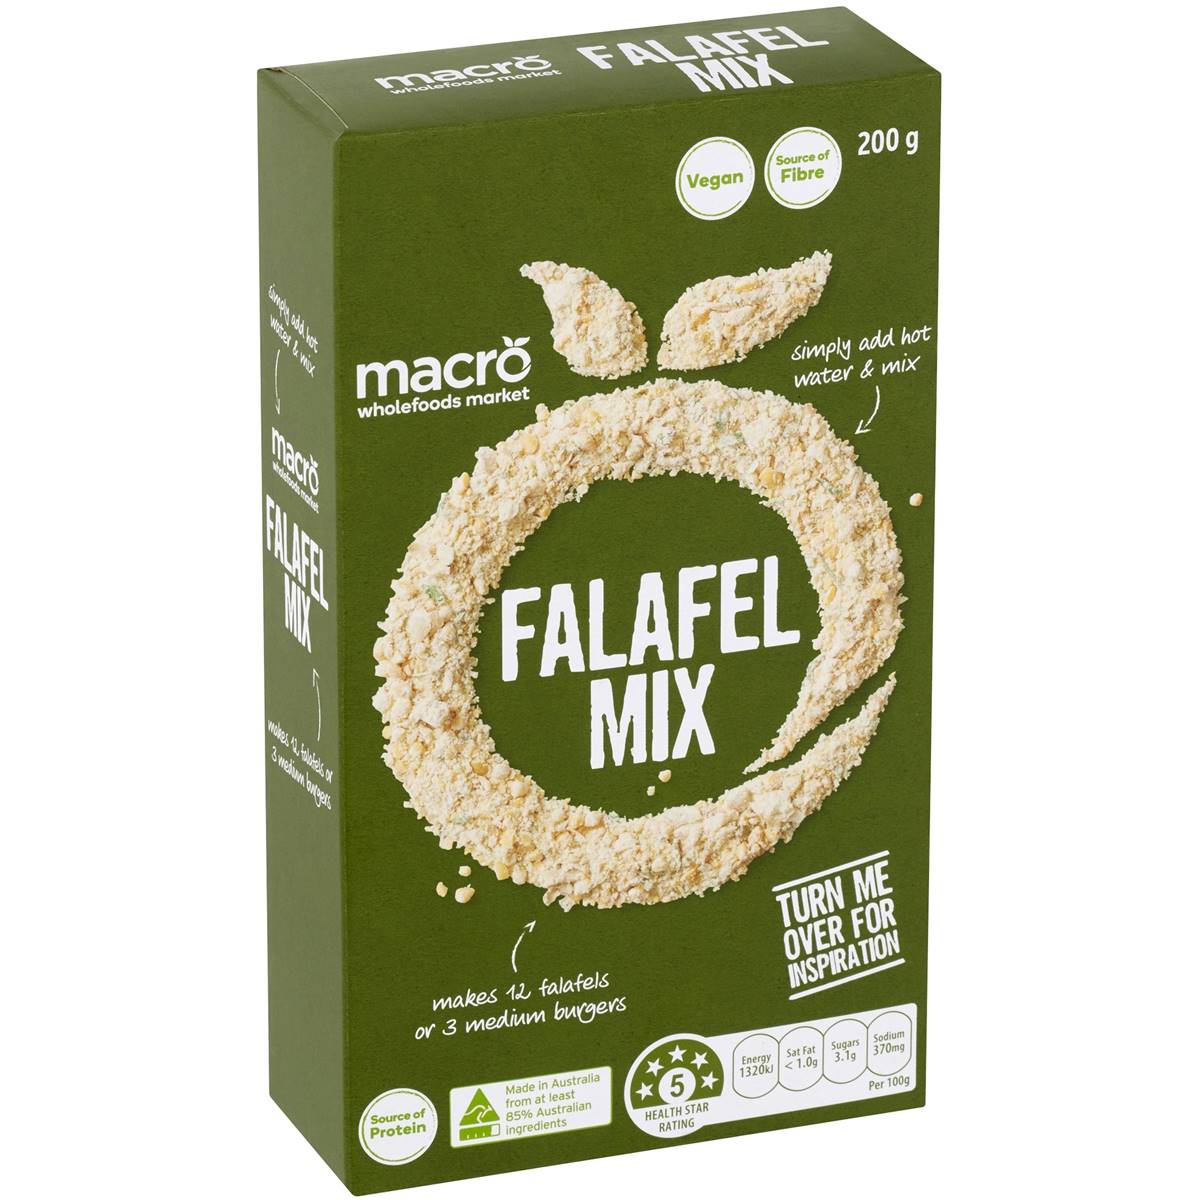 macro
wholefoods market
FALAFEL
MIX
Vegan
Source of
Fibre
200 g
macro
wholefoods market
simply add hot
water & mix
FALAFEL
MIX
TURN ME
OVER FOR
INSPIRATION
makes 12 falafels
or 3 medium burgers
Source of
Protein
Made in Australia
from at least
85% Australian
ingredients
5
HEALTH STAR
RATING
Energy
1320kJ
Sat Fat
< 1.0g
Sugars
3.1g
Sodium
370mg
Per 100g
simply add hot
water & mix
macro
wholefoods market
FALAFEL
MIX
makes 12 falafels or
3 medium burgers